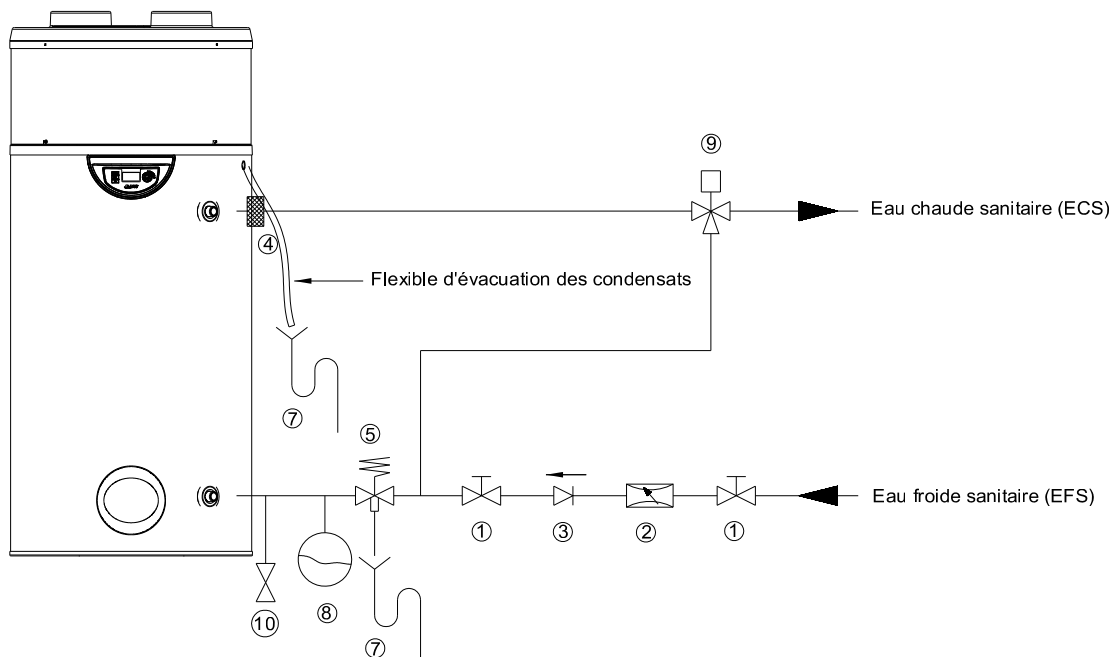 ⑨
Eau chaude sanitaire (ECS)
④
Flexible d'évacuation des condensats
⑦
⑤
Eau froide sanitaire (EFS)
① ③ ② ①
⑩ ⑧ ⑦